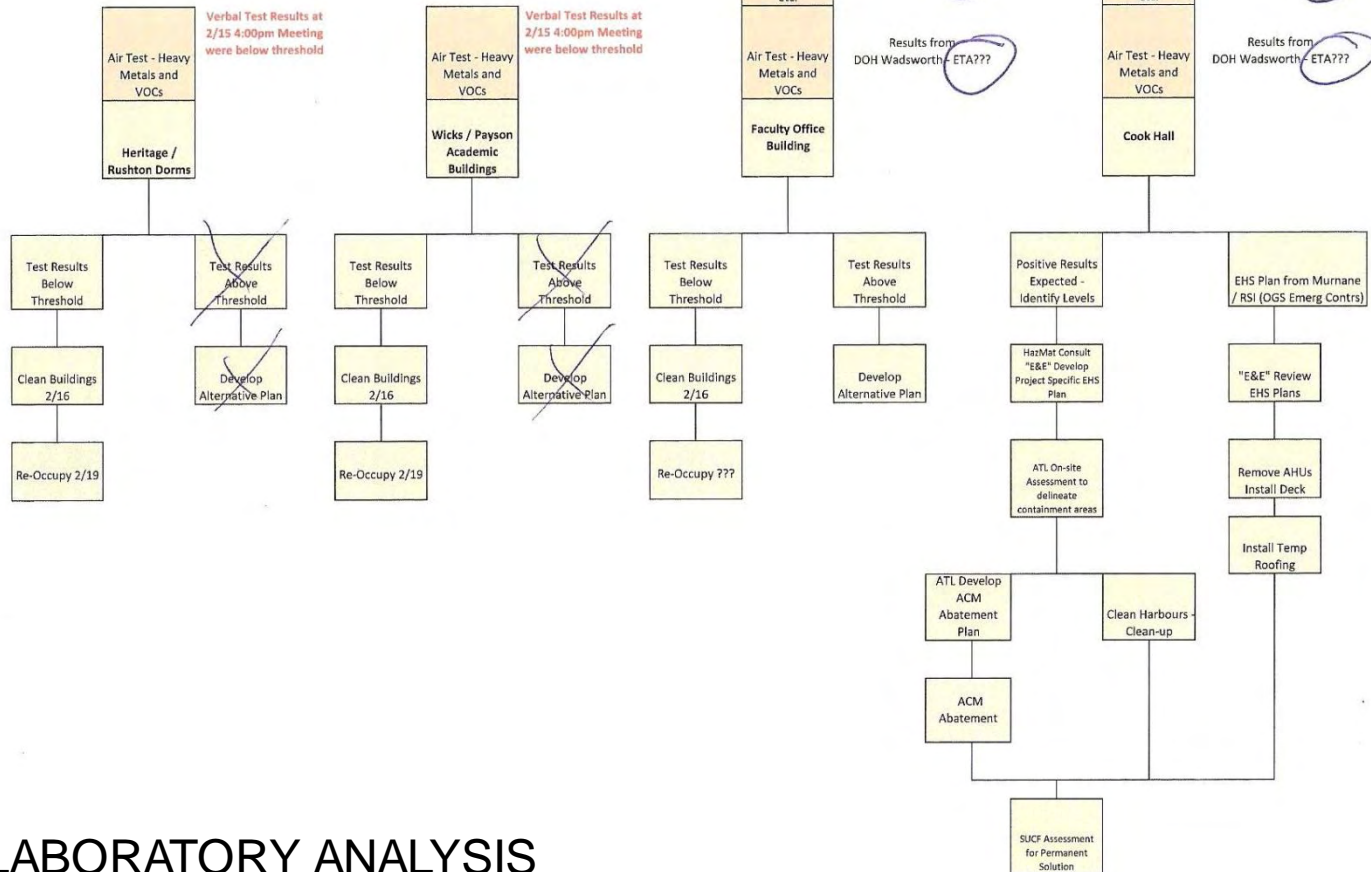 Verbal Test Results at
2/15 4:00pm Meeting
were below threshold
Air Test - Heavy
Metals and
VOCs
Heritage /
Rushton Dorms
Test Results
Below
Threshold
Test Results
Above
Threshold
Clean Buildings
2/16
Develop
Alternative Plan
Re-Occupy 2/19
Verbal Test Results at
2/15 4:00pm Meeting
were below threshold
Air Test - Heavy
Metals and
VOCs
Wicks / Payson
Academic
Buildings
Test Results
Below
Threshold
Test Results
Above
Threshold
Clean Buildings
2/16
Develop
Alternative Plan
Re-Occupy 2/19
Results from
DOH Wadsworth - ETA???
Air Test - Heavy
Metals and
VOCs
Faculty Office
Building
Test Results
Below
Threshold
Test Results
Above
Threshold
Clean Buildings
2/16
Develop
Alternative Plan
Re-Occupy ???
Results from
DOH Wadsworth - ETA???
Air Test - Heavy
Metals and
VOCs
Cook Hall
Positive Results
Expected -
Identify Levels
EHS Plan from Murnane
/ RSI (OGS Emerg Contrs)
HazMat Consult
"E&E" Develop
Project Specific EHS
Plan
"E&E" Review
EHS Plans
ATL On-site
Assessment to
delineate
containment areas
Remove AHUs
Install Deck
Install Temp
Roofing
ATL Develop
ACM
Abatement
Plan
Clean Harbours -
Clean-up
ACM
Abatement
SUCF Assessment
for Permanent
Solution
LABORATORY ANALYSIS